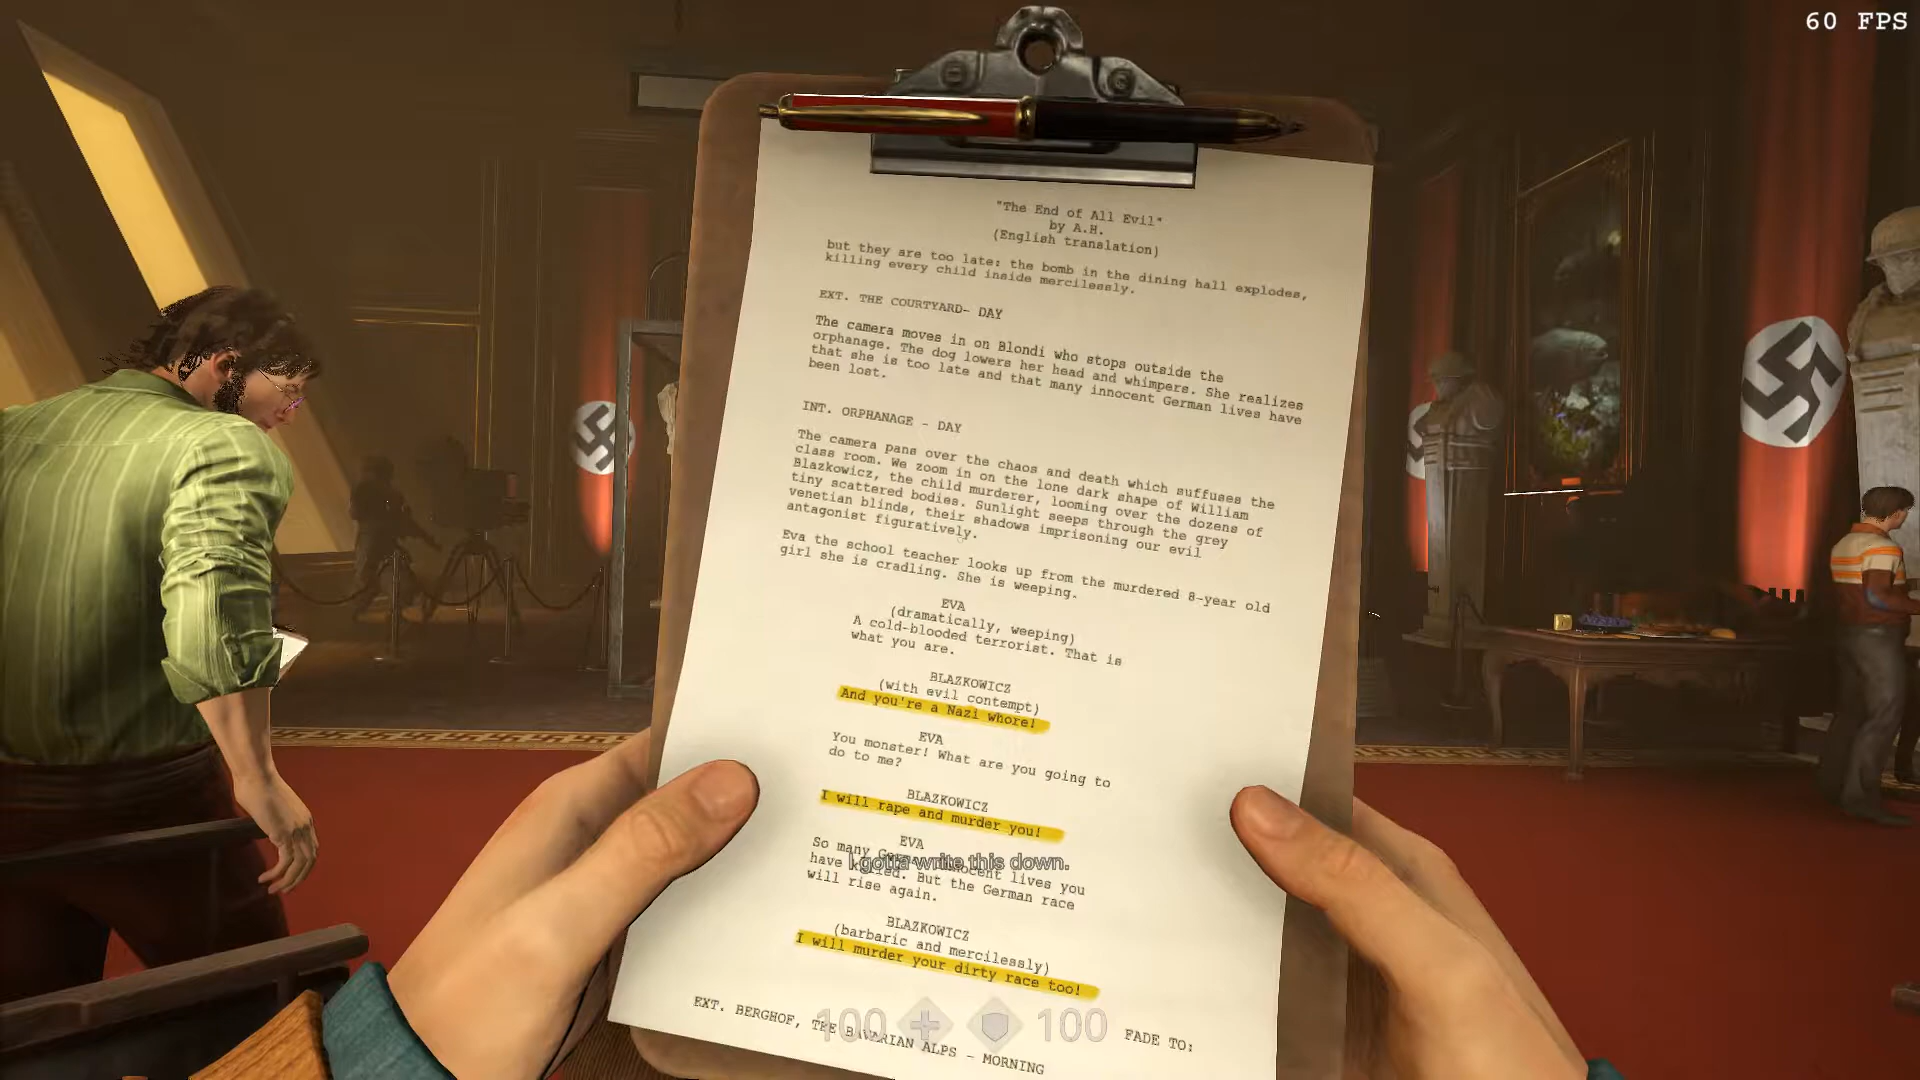 60 FPS
"The End of All Evil"
by A.H.
(English translation)
but they are too late: the bomb in the dining hall explodes,
killing every child inside mercilessly.
EXT. THE COURTYARD- DAY
The camera moves in on Blondi who stops outside the
orphanage. The dog lowers her head and whimpers. She realizes
that she is too late and that many innocent German lives have
been lost.
INT. ORPHANAGE - DAY
The camera pans over the chaos and death which suffuses the
class room. We zoom in on the lone dark shape of William
Blazkowicz, the child murderer, looming over the dozens of
tiny scattered bodies. Sunlight seeps through the grey
venetian blinds, their shadows imprisoning our evil
antagonist figuratively.
Eva the school teacher looks up from the murdered 8-year old
girl she is cradling. She is weeping.
EVA
(dramatically, weeping)
A cold-blooded terrorist. That is
what you are.
BLAZKOWICZ
(with evil contempt)
And you're a Nazi whore!
EVA
You monster! What are you going to
do to me?
BLAZKOWICZ
I will rape and murder you!
EVA
So many innocent lives you
have killed. But the German race
will rise again.
I gotta write this down.
BLAZKOWICZ
(barbaric and mercilessly)
I will murder your dirty race too!
FADE TO:
EXT. BERGHOF, THE BAVARIAN ALPS - MORNING
100 100